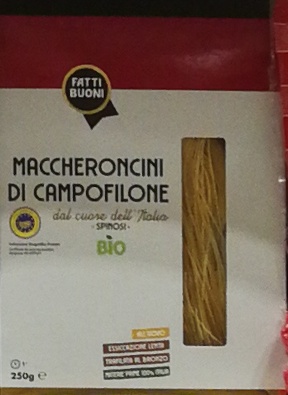 FATTI
BUONI
MACCHERONCINI
DI CAMPOFILONE
dal cuore dell'Italia
· SPINOSI ·
BIO
ALL'UOVO
ESSICCAZIONE LENTA
TRAFILATA AL BRONZO
MATERIE PRIME 100% ITALIA
250g e